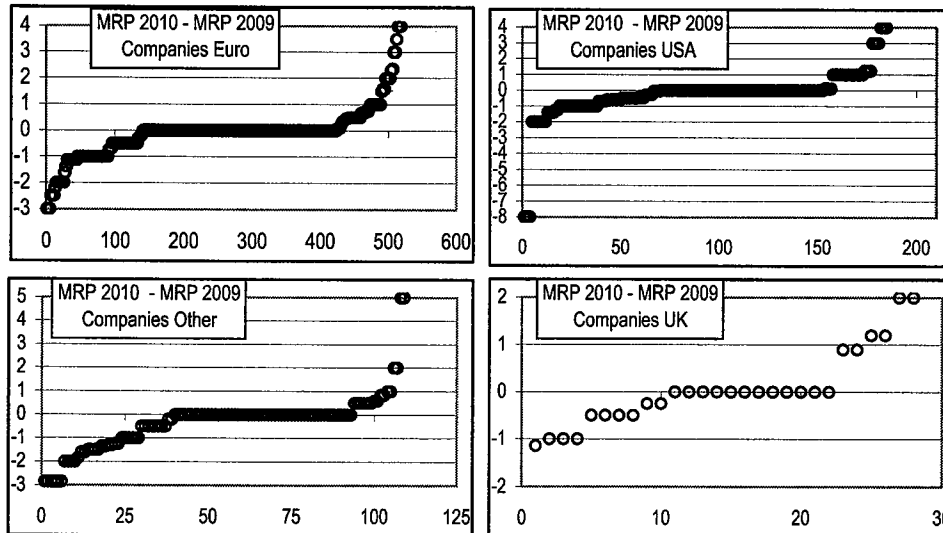 MRP 2010 - MRP 2009
Companies Euro
4
3
2
1
0
-1
-2
-3
0 100 200 300 400 500 600
MRP 2010 - MRP 2009
Companies USA
4
3
2
1
0
-1
-2
-3
-4
-5
-6
-7
-8
0 50 100 150 200
MRP 2010 - MRP 2009
Companies Other
5
4
3
2
1
0
-1
-2
-3
0 25 50 75 100 125
MRP 2010 - MRP 2009
Companies UK
2
1
0
-1
-2
0 10 20 30